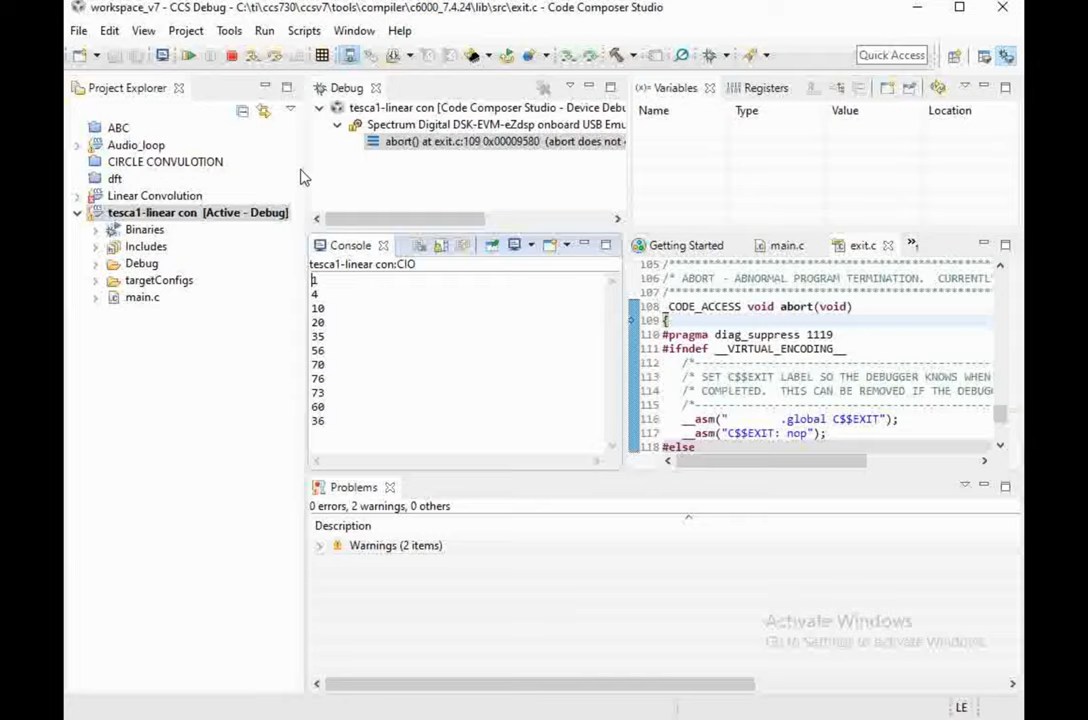 workspace_v7 - CCS Debug - C:\ti\ccs730\ccsv7\tools\compiler\c6000_7.4.24\lib\src\exit.c - Code Composer Studio
File Edit View Project Tools Run Scripts Window Help
Quick Access
Project Explorer
ABC
Audio_loop
CIRCLE CONVULOTION
dft
Linear Convolution
tesca1-linear con [Active - Debug]
Binaries
Includes
Debug
targetConfigs
main.c
Debug
tesca1-linear con [Code Composer Studio - Device Debu
Spectrum Digital DSK-EVM-eZdsp onboard USB Emu
abort() at exit.c:109 0x00009580 (abort does not
Variables Registers
Name Type Value Location
Console
tesca1-linear con:CIO
1
4
10
20
35
56
70
76
73
60
36
Getting Started main.c exit.c
105 /****************************************
106 /* ABORT - ABNORMAL PROGRAM TERMINATION. CURRENTL
107 /****************************************
108 _CODE_ACCESS void abort(void)
109 {
110 #pragma diag_suppress 1119
111 #ifndef __VIRTUAL_ENCODING__
112 /*----------------------------------------
113 /* SET C$$EXIT LABEL SO THE DEBUGGER KNOWS WHEN
114 /* COMPLETED. THIS CAN BE REMOVED IF THE DEBUG
115 /*----------------------------------------
116 __asm(" .global C$$EXIT");
117 __asm("C$$EXIT: nop");
118 #else
Problems
0 errors, 2 warnings, 0 others
Description
Warnings (2 items)
Activate Windows
Go to Settings to activate Windows.
LE